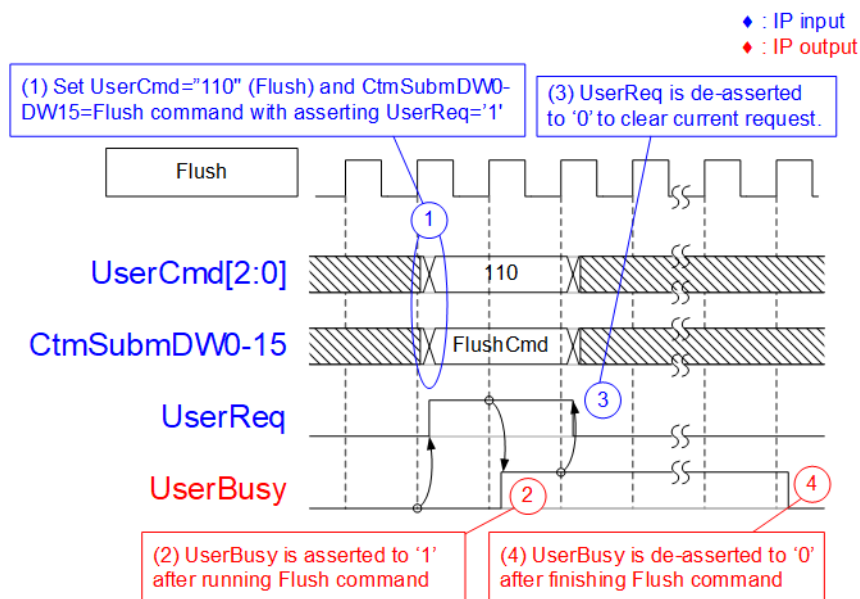 ♦ : IP input
♦ : IP output
(1) Set UserCmd=”110" (Flush) and CtmSubmDW0-
DW15=Flush command with asserting UserReq=’1'
(3) UserReq is de-asserted
to ‘0’ to clear current request.
Flush
1
UserCmd[2:0]
110
CtmSubmDW0-15
FlushCmd
UserReq
3
UserBusy
2
4
(2) UserBusy is asserted to ‘1’
after running Flush command
(4) UserBusy is de-asserted to ‘0’
after finishing Flush command